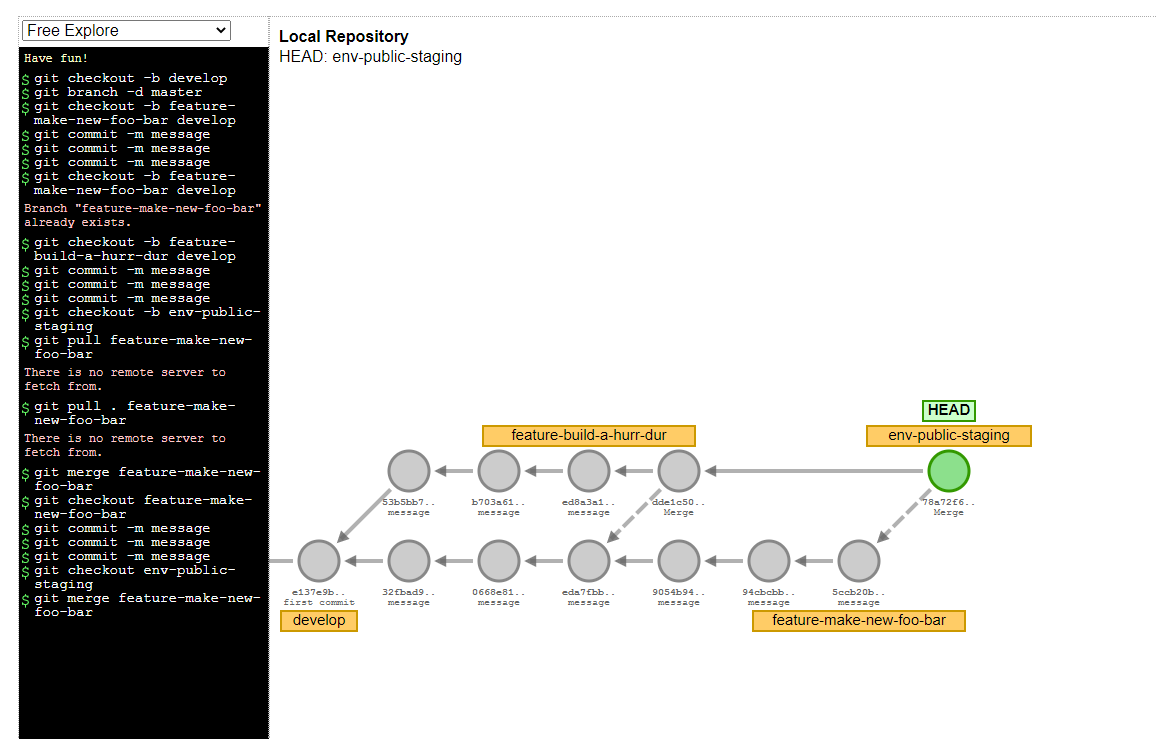 Free Explore
Have fun!
$ git checkout -b develop
$ git branch -d master
$ git checkout -b feature-
make-new-foo-bar develop
$ git commit -m message
$ git commit -m message
$ git commit -m message
$ git checkout -b feature-
make-new-foo-bar develop
Branch "feature-make-new-foo-bar"
already exists.
$ git checkout -b feature-
build-a-hurr-dur develop
$ git commit -m message
$ git commit -m message
$ git commit -m message
$ git checkout -b env-public-
staging
$ git pull feature-make-new-
foo-bar
There is no remote server to
fetch from.
$ git pull . feature-make-
new-foo-bar
There is no remote server to
fetch from.
$ git merge feature-make-new-
foo-bar
$ git checkout feature-make-
new-foo-bar
$ git commit -m message
$ git commit -m message
$ git commit -m message
$ git checkout env-public-
staging
$ git merge feature-make-new-
foo-bar
Local Repository
HEAD: env-public-staging
HEAD
feature-build-a-hurr-dur
env-public-staging
53b5bb7..
message
b703a61..
message
ed8a3a1..
message
dde1c50..
Merge
78a72f6..
Merge
e137e9b..
first commit
32fbad9..
message
0668e81..
message
eda7fbb..
message
9054b94..
message
94cbcbb..
message
5ccb20b..
message
develop
feature-make-new-foo-bar